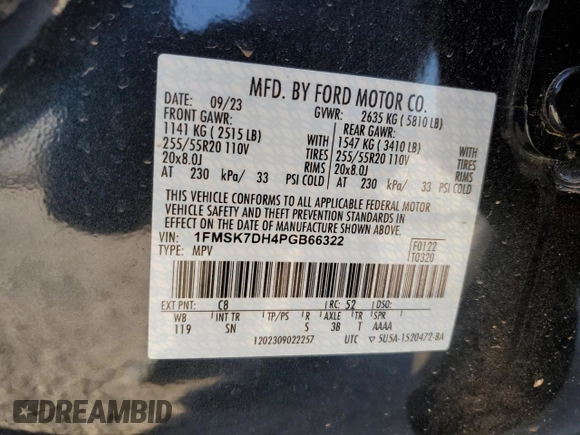 MFD. BY FORD MOTOR CO.
DATE: 09/23 GVWR: 2635 KG ( 5810 LB)
FRONT GAWR: REAR GAWR:
1141 KG ( 2515 LB) WITH 1547 KG ( 3410 LB) WITH
255/55R20 110V TIRES 255/55R20 110V TIRES
20x8.0J RIMS 20x8.0J RIMS
AT 230 kPa/ 33 PSI COLD AT 230 kPa/ 33 PSI COLD
THIS VEHICLE CONFORMS TO ALL APPLICABLE FEDERAL MOTOR
VEHICLE SAFETY AND THEFT PREVENTION STANDARDS IN
EFFECT ON THE DATE OF MANUFACTURE SHOWN ABOVE.
VIN: 1FMSK7DH4PGB66322 F0122
TYPE: MPV T0320
EXT PNT: C8 RC: 52 DSO:
WB INT TR TP/PS R AXLE TR SPR
119 SN S 3B T AAAA
1202309022257 UTC 5U5A-1520472-BA
DREAMBID